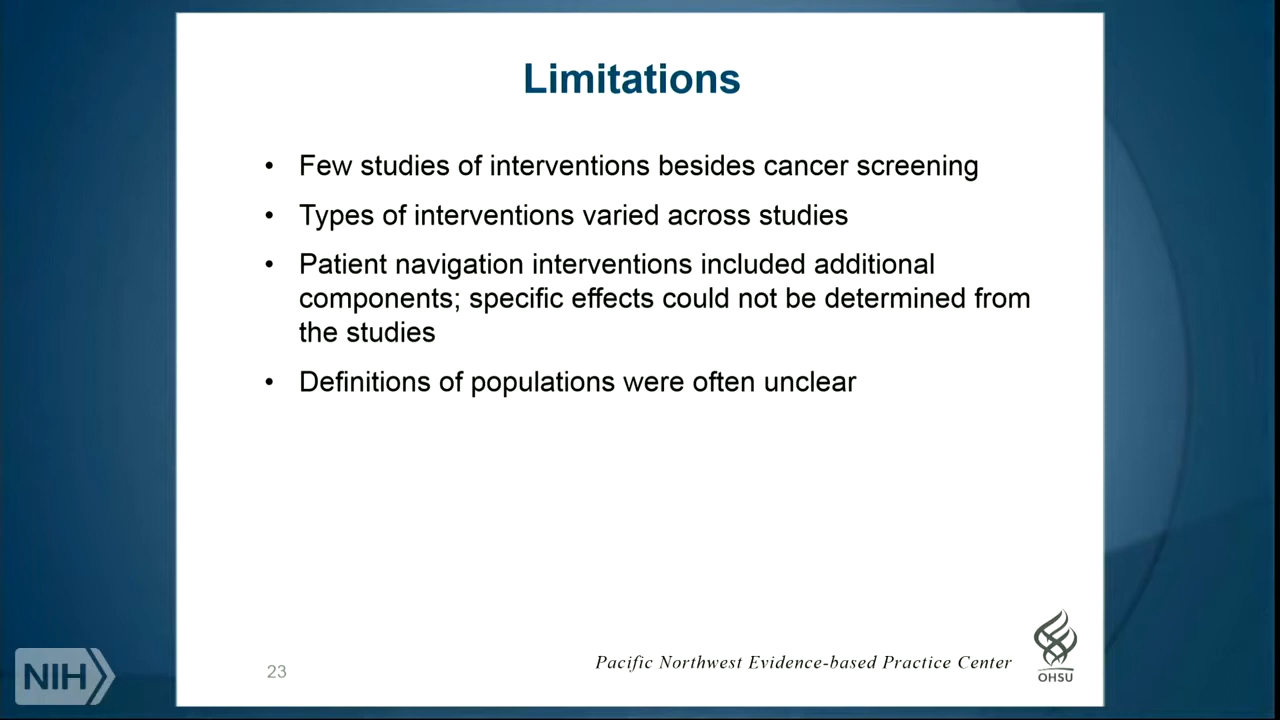 Limitations
• Few studies of interventions besides cancer screening
• Types of interventions varied across studies
• Patient navigation interventions included additional
components; specific effects could not be determined from
the studies
• Definitions of populations were often unclear
Pacific Northwest Evidence-based Practice Center
OHSU
23
NIH